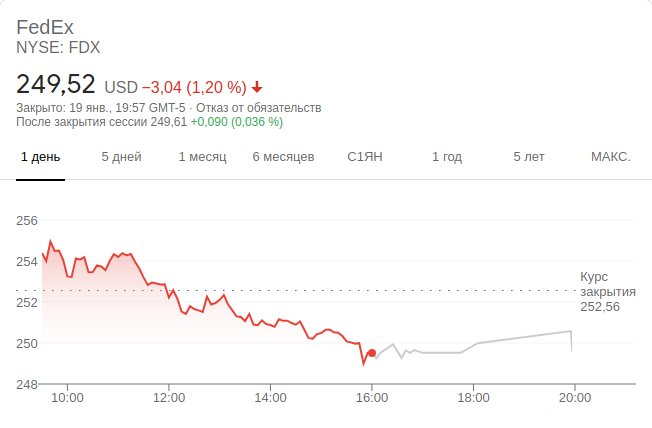 FedEx
NYSE: FDX
249,52 USD −3,04 (1,20 %)
Закрыто: 19 янв., 19:57 GMT-5 · Отказ от обязательств
После закрытия сессии 249,61 +0,090 (0,036 %)
1 день 5 дней 1 месяц 6 месяцев С1ЯН 1 год 5 лет МАКС.
256
254
Курс
закрытия
252,56
252
250
248
10:00 12:00 14:00 16:00 18:00 20:00